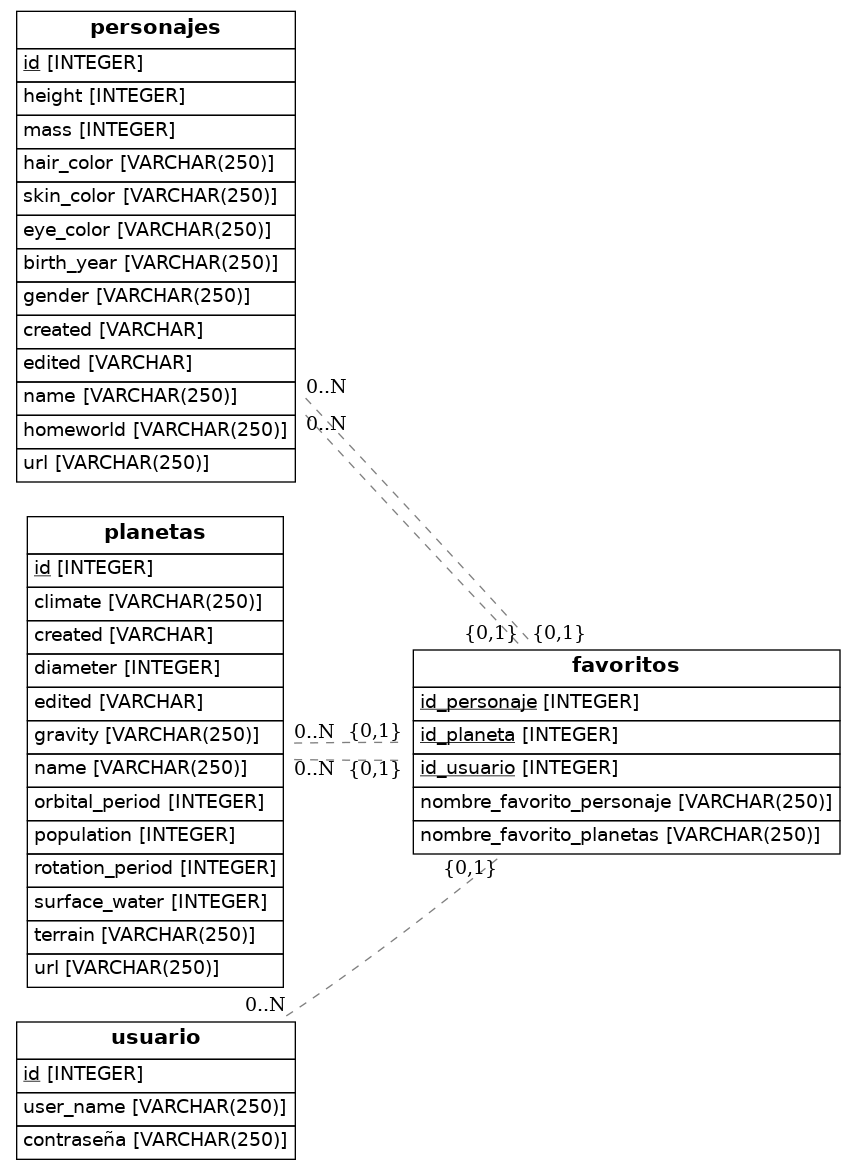 personajes
id [INTEGER]
height [INTEGER]
mass [INTEGER]
hair_color [VARCHAR(250)]
skin_color [VARCHAR(250)]
eye_color [VARCHAR(250)]
birth_year [VARCHAR(250)]
gender [VARCHAR(250)]
created [VARCHAR]
edited [VARCHAR]
name [VARCHAR(250)]
homeworld [VARCHAR(250)]
url [VARCHAR(250)]
0..N
0..N
planetas
id [INTEGER]
climate [VARCHAR(250)]
created [VARCHAR]
diameter [INTEGER]
edited [VARCHAR]
gravity [VARCHAR(250)]
name [VARCHAR(250)]
orbital_period [INTEGER]
population [INTEGER]
rotation_period [INTEGER]
surface_water [INTEGER]
terrain [VARCHAR(250)]
url [VARCHAR(250)]
0..N {0,1}
0..N {0,1}
{0,1} {0,1}
favoritos
id_personaje [INTEGER]
id_planeta [INTEGER]
id_usuario [INTEGER]
nombre_favorito_personaje [VARCHAR(250)]
nombre_favorito_planetas [VARCHAR(250)]
{0,1}
0..N
usuario
id [INTEGER]
user_name [VARCHAR(250)]
contraseña [VARCHAR(250)]